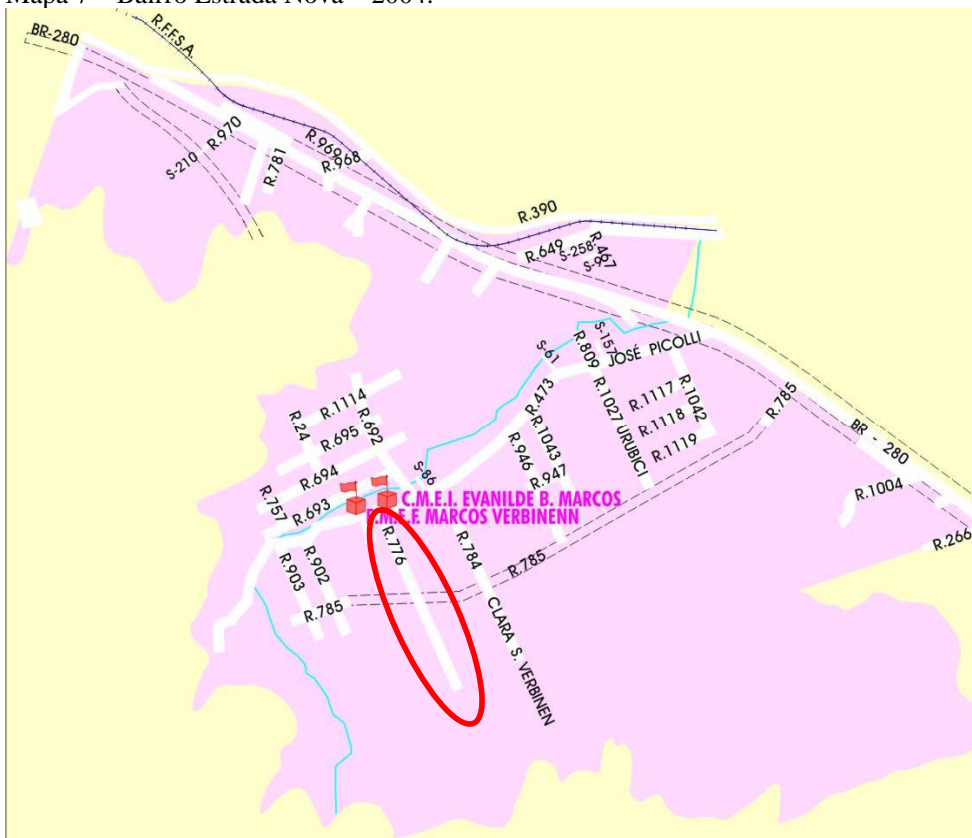 Mapa 7 – Bairro Estrada Nova – 2004.
BR-280
R.F.F.S.A.
R.970
S-210
R.781
R.969
R.968
R.390
R.649
S-258
R.467
S-9
S-157
JOSÉ PICOLLI
R.809
S-61
R.1027 URUBICI
R.1117
R.1042
R.1118
R.1119
R.785
BR - 280
R.1004
R.266
R.1114
R.24
R.692
R.695
R.473
R.1043
R.946
R.947
R.694
S-86
R.757
R.693
C.M.E.I. EVANILDE B. MARCOS
MARCOS VERBINENN
R.776
R.784
R.785
R.902
R.903
R.785
CLARA S. VERBINEN